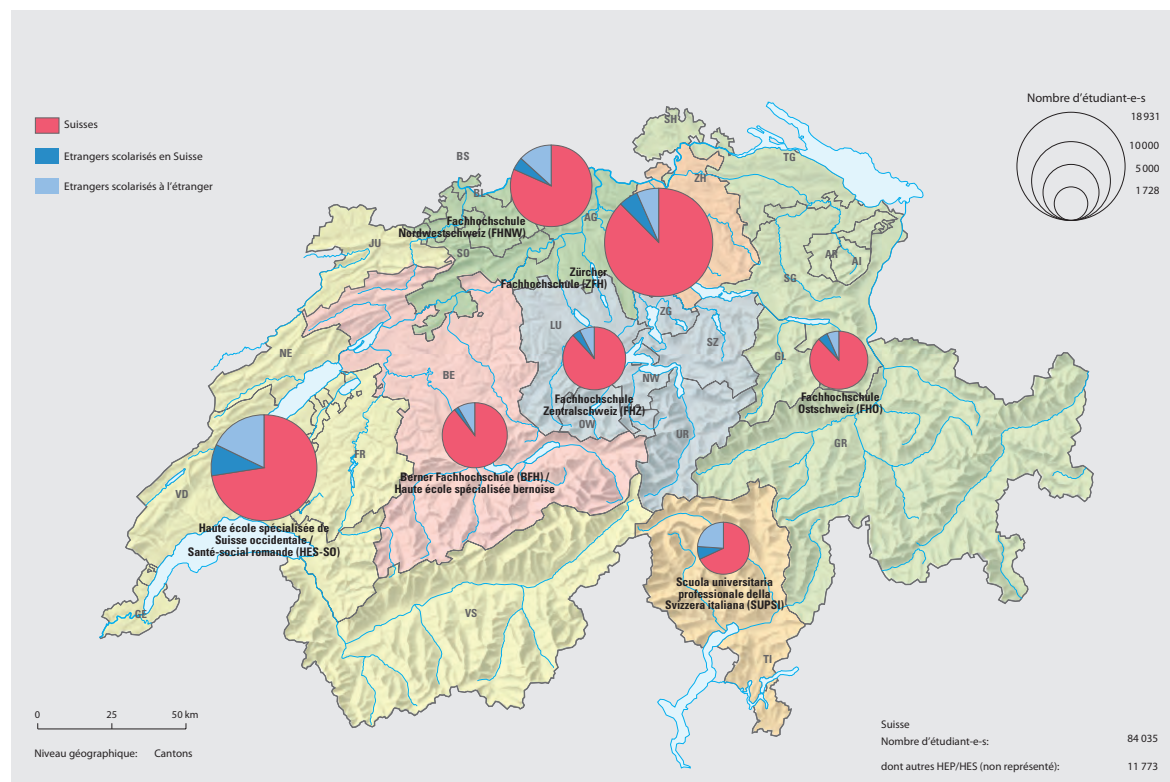 Nombre d'étudiant-e-s
18 931
10000
5000
1 728
Suisses
Etrangers scolarisés en Suisse
Etrangers scolarisés à l'étranger
SH
BS
TG
ZH
BL
AG
Fachhochschule
Nordwestschweiz (FHNW)
JU
SO
AR
AI
Zürcher
Fachhochschule (ZFH)
SG
ZG
LU
SZ
NE
GL
BE
NW
Fachhochschule
Zentralschweiz (FHZ)
Fachhochschule
Ostschweiz (FHO)
OW
UR
GR
FR
Berner Fachhochschule (BFH) /
Haute école spécialisée bernoise
VD
Haute école spécialisée de
Suisse occidentale /
Santé-social romande (HES-SO)
Scuola universitaria
professionale della
Svizzera italiana (SUPSI)
GE
VS
TI
0 25 50 km
Niveau géographique: Cantons
Suisse
Nombre d'étudiant-e-s: 84 035
dont autres HEP/HES (non représenté): 11 773